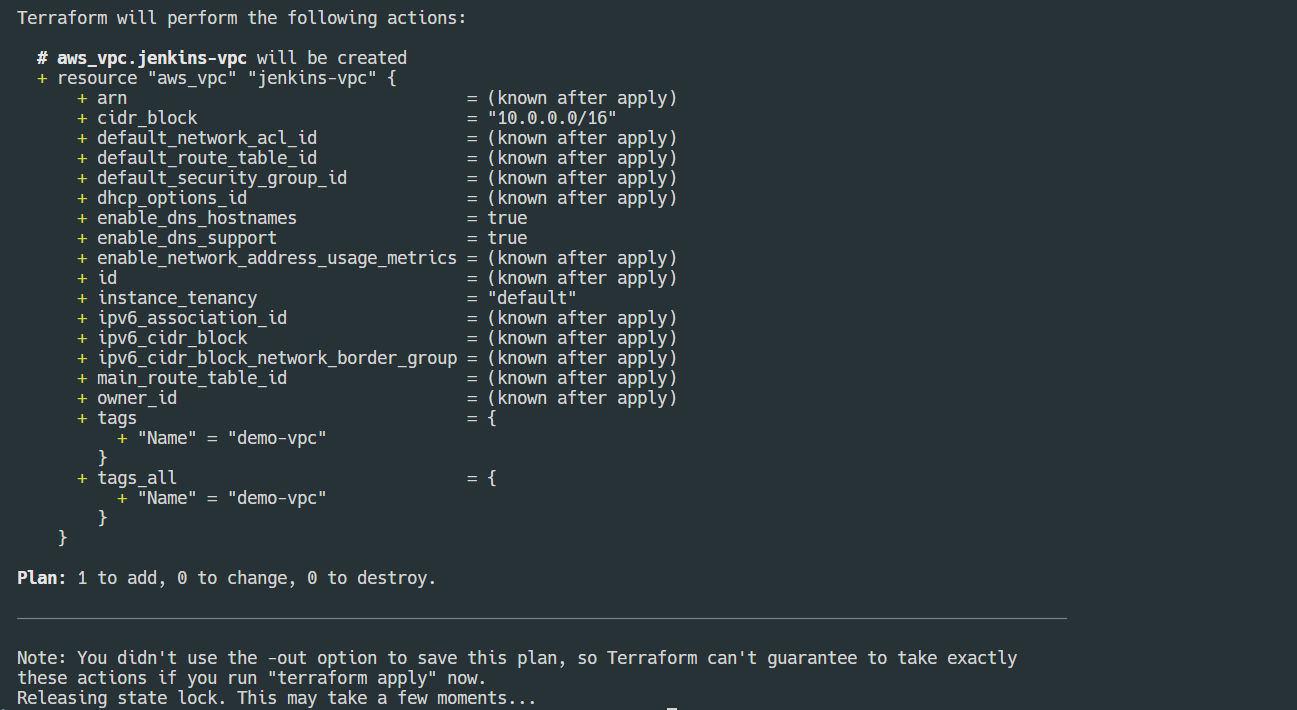 Terraform will perform the following actions:
# aws_vpc.jenkins-vpc will be created
+ resource "aws_vpc" "jenkins-vpc" {
+ arn = (known after apply)
+ cidr_block = "10.0.0.0/16"
+ default_network_acl_id = (known after apply)
+ default_route_table_id = (known after apply)
+ default_security_group_id = (known after apply)
+ dhcp_options_id = (known after apply)
+ enable_dns_hostnames = true
+ enable_dns_support = true
+ enable_network_address_usage_metrics = (known after apply)
+ id = (known after apply)
+ instance_tenancy = "default"
+ ipv6_association_id = (known after apply)
+ ipv6_cidr_block = (known after apply)
+ ipv6_cidr_block_network_border_group = (known after apply)
+ main_route_table_id = (known after apply)
+ owner_id = (known after apply)
+ tags = {
+ "Name" = "demo-vpc"
}
+ tags_all = {
+ "Name" = "demo-vpc"
}
}
Plan: 1 to add, 0 to change, 0 to destroy.
Note: You didn't use the -out option to save this plan, so Terraform can't guarantee to take exactly
these actions if you run "terraform apply" now.
Releasing state lock. This may take a few moments...